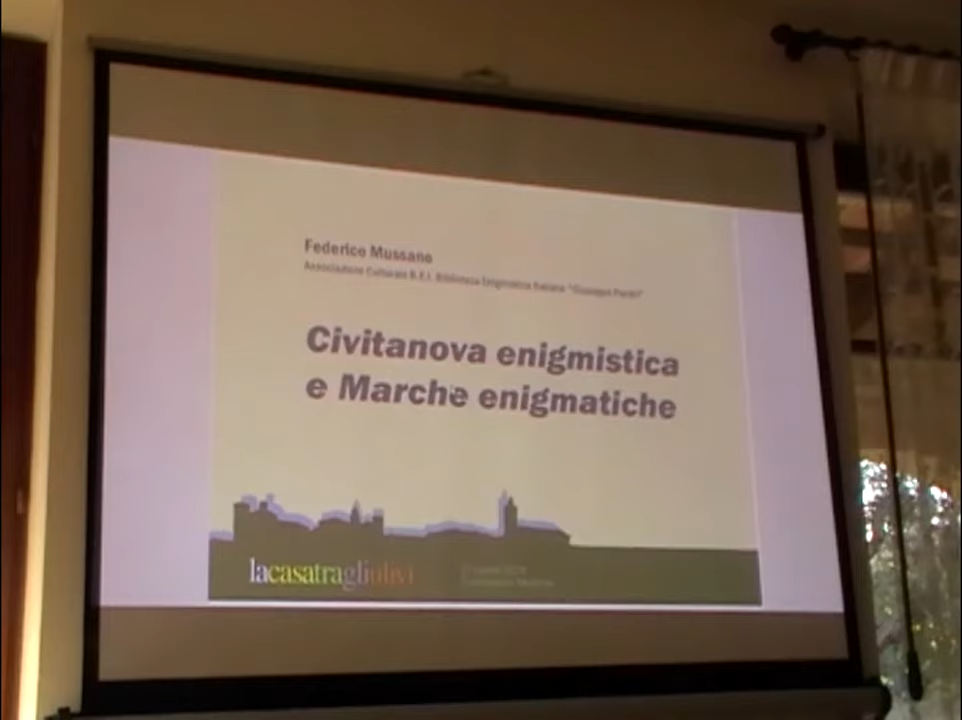 Federico Mussano
Associazione Culturale B.E.I. Biblioteca Enigmistica Italiana "Giuseppe Panini"
Civitanova enigmistica
e Marche enigmatiche
lacasatragliulivi